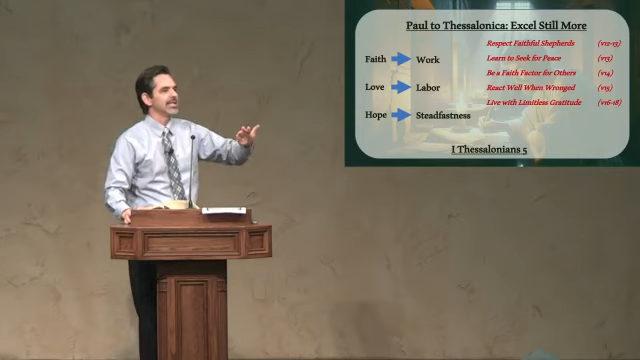 Paul to Thessalonica: Excel Still More
Faith Work
Love Labor
Hope Steadfastness
Respect Faithful Shepherds (v12-13)
Learn to Seek for Peace (v13)
Be a Faith Factor for Others (v14)
React Well When Wronged (v15)
Live with Limitless Gratitude (v16-18)
I Thessalonians 5